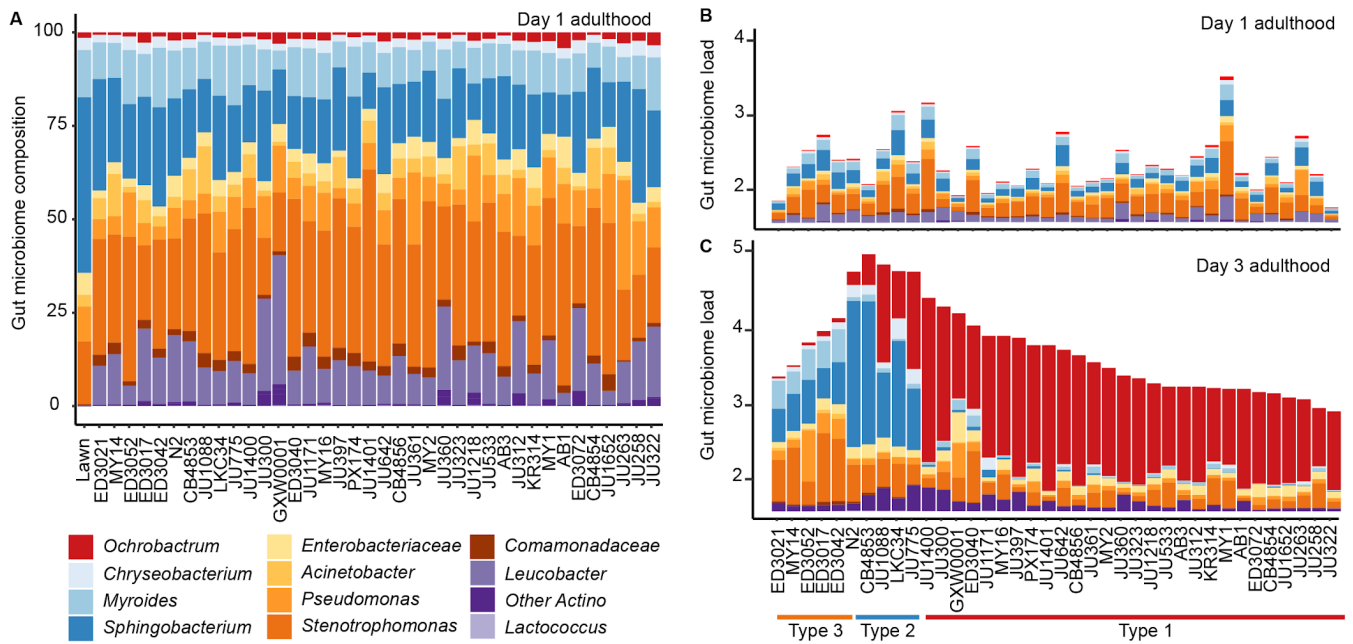 A
Day 1 adulthood
Gut microbiome composition
100
75
50
25
0
Lawn
ED3021
MY14
ED3052
ED3017
ED3042
N2
CB4853
JU1088
LKC34
JU775
JU1400
JU300
GXW0001
ED3040
JU1171
MY16
JU397
PX174
JU1401
JU642
CB4856
JU361
MY2
JU360
JU323
JU1218
JU533
AB3
JU312
KR314
MY1
AB1
ED3072
CB4854
JU1652
JU263
JU258
JU322
Ochrobactrum
Chryseobacterium
Myroides
Sphingobacterium
Enterobacteriaceae
Acinetobacter
Pseudomonas
Stenotrophomonas
Comamonadaceae
Leucobacter
Other Actino
Lactococcus
B
Day 1 adulthood
Gut microbiome load
4
3
2
C
Day 3 adulthood
Gut microbiome load
5
4
3
2
ED3021
MY14
ED3052
ED3017
ED3042
N2
CB4853
JU1088
LKC34
JU775
JU1400
JU300
GXW0001
ED3040
JU1171
MY16
JU397
PX174
JU1401
JU642
CB4856
JU361
MY2
JU360
JU323
JU1218
JU533
AB3
JU312
KR314
MY1
AB1
ED3072
CB4854
JU1652
JU263
JU258
JU322
Type 3
Type 2
Type 1